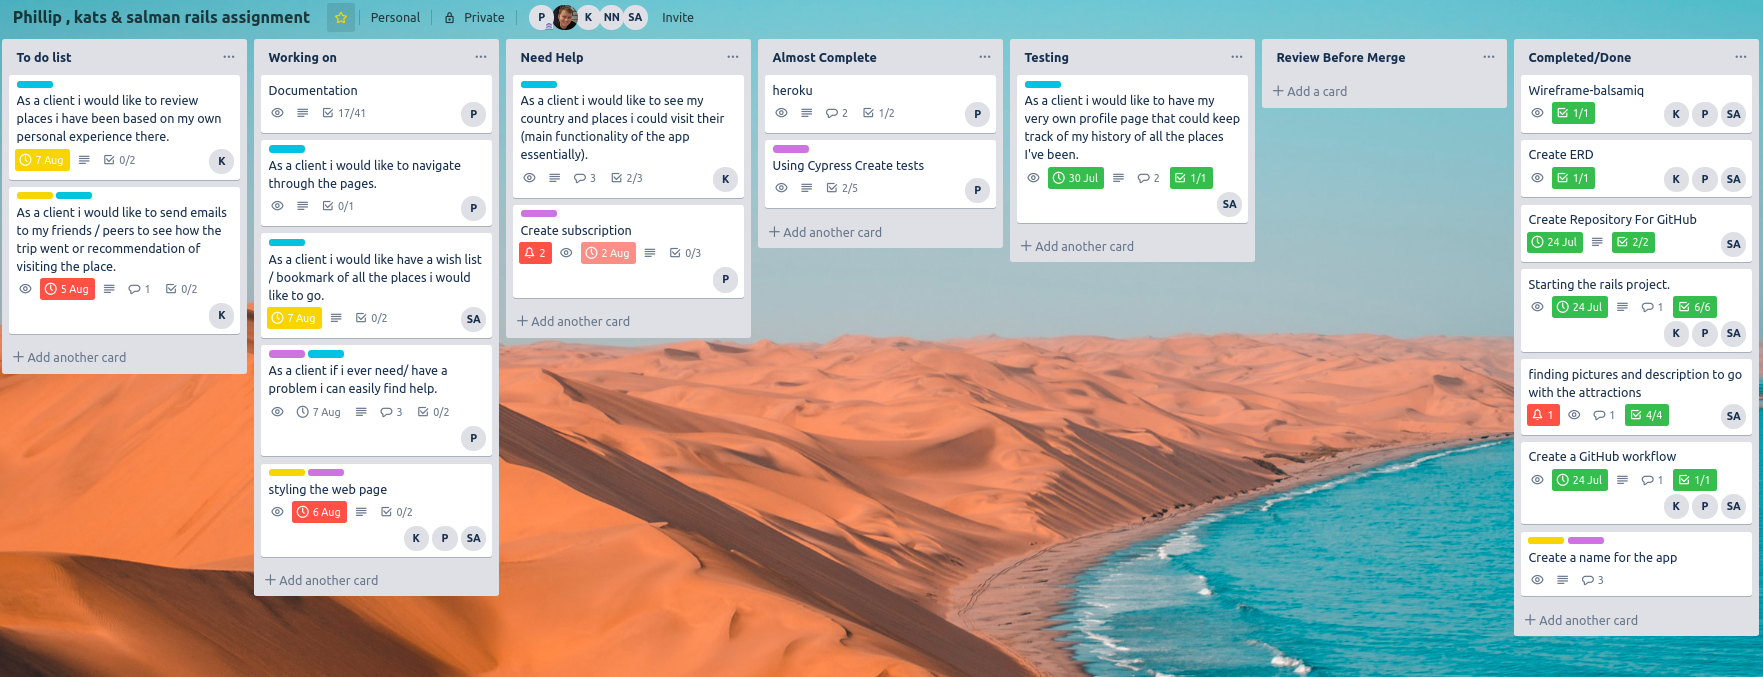 Phillip , kats & salman rails assignment
Personal
Private
P
K
NN
SA
Invite
To do list
As a client i would like to review
places i have been based on my own
personal experience there.
7 Aug
0/2
K
As a client i would like to send emails
to my friends / peers to see how the
trip went or recommendation of
visiting the place.
5 Aug
1
0/2
K
+ Add another card
Working on
Documentation
17/41
P
As a client i would like to navigate
through the pages.
0/1
P
As a client i would like have a wish list
/ bookmark of all the places i would
like to go.
7 Aug
0/2
SA
As a client if i ever need/ have a
problem i can easily find help.
7 Aug
3
0/2
P
styling the web page
6 Aug
0/2
K
P
SA
+ Add another card
Need Help
As a client i would like to see my
country and places i could visit their
(main functionality of the app
essentially).
3
2/3
K
Create subscription
2
2 Aug
0/3
P
+ Add another card
Almost Complete
heroku
2
1/2
P
Using Cypress Create tests
2/5
P
+ Add another card
Testing
As a client i would like to have my
very own profile page that could keep
track of my history of all the places
I've been.
30 Jul
2
1/1
SA
+ Add another card
Review Before Merge
+ Add a card
Completed/Done
Wireframe-balsamiq
1/1
K
P
SA
Create ERD
1/1
K
P
SA
Create Repository For GitHub
24 Jul
2/2
SA
Starting the rails project.
24 Jul
1
6/6
K
P
SA
finding pictures and description to go
with the attractions
1
1
4/4
SA
Create a GitHub workflow
24 Jul
1
1/1
K
P
SA
Create a name for the app
3
+ Add another card